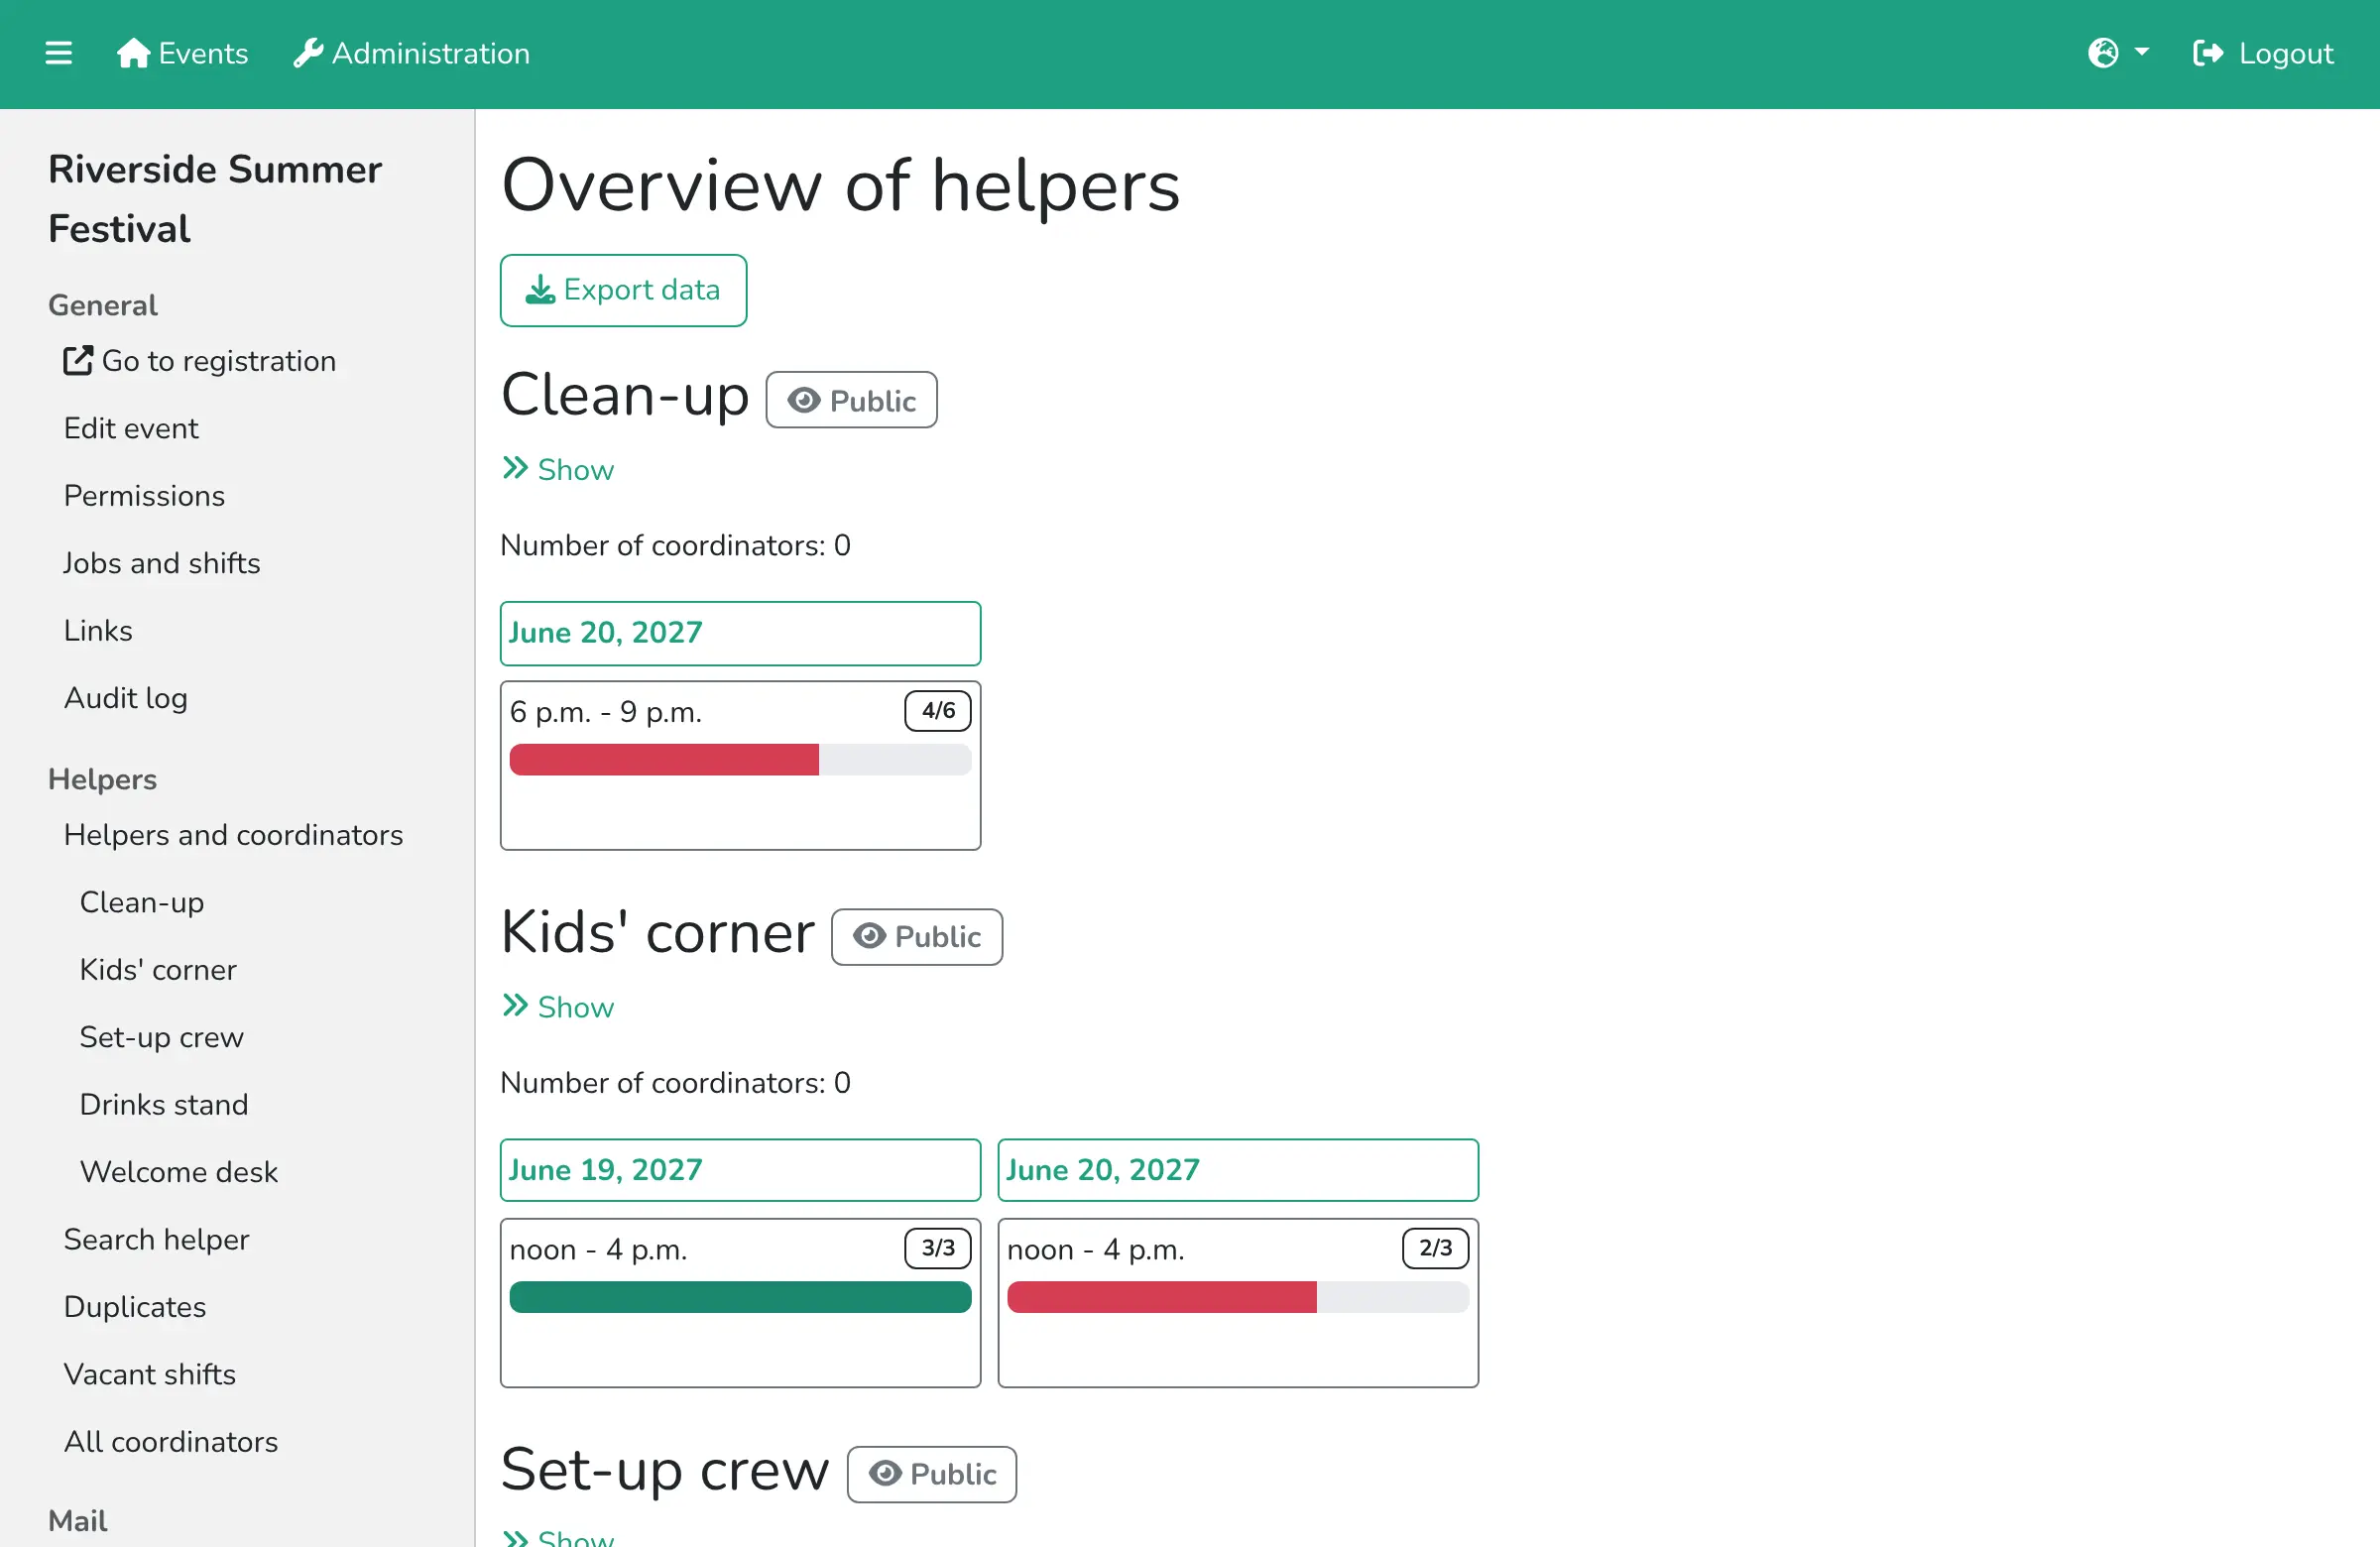 Events
Administration
Logout
Riverside Summer
Festival
General
Go to registration
Edit event
Permissions
Jobs and shifts
Links
Audit log
Helpers
Helpers and coordinators
Clean-up
Kids' corner
Set-up crew
Drinks stand
Welcome desk
Search helper
Duplicates
Vacant shifts
All coordinators
Mail
Overview of helpers
Export data
Clean-up Public
Show
Number of coordinators: 0
June 20, 2027
6 p.m. - 9 p.m. 4/6
Kids' corner Public
Show
Number of coordinators: 0
June 19, 2027 June 20, 2027
noon - 4 p.m. 3/3 noon - 4 p.m. 2/3
Set-up crew Public
Show